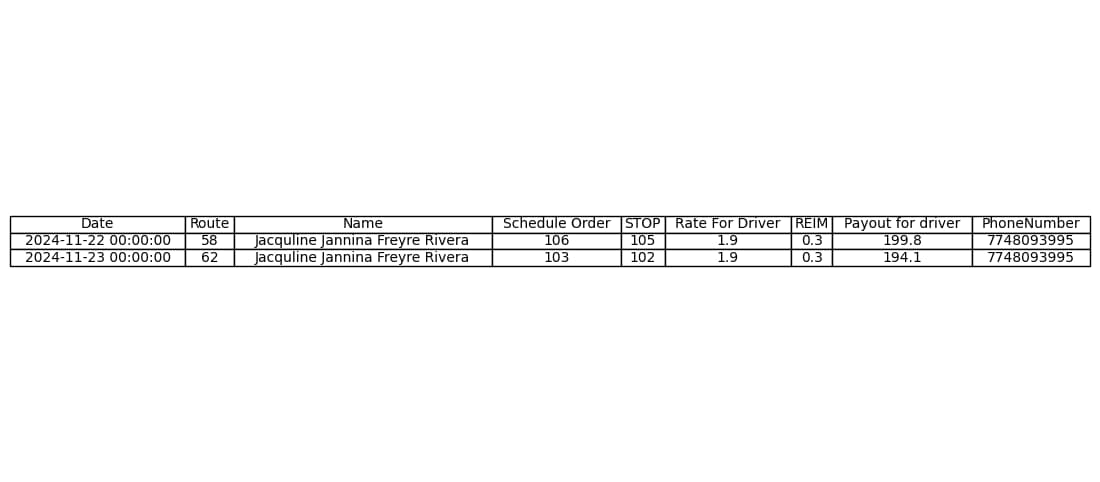 Date Route Name Schedule Order STOP Rate For Driver REIM Payout for driver PhoneNumber
2024-11-22 00:00:00 58 Jacquline Jannina Freyre Rivera 106 105 1.9 0.3 199.8 7748093995
2024-11-23 00:00:00 62 Jacquline Jannina Freyre Rivera 103 102 1.9 0.3 194.1 7748093995